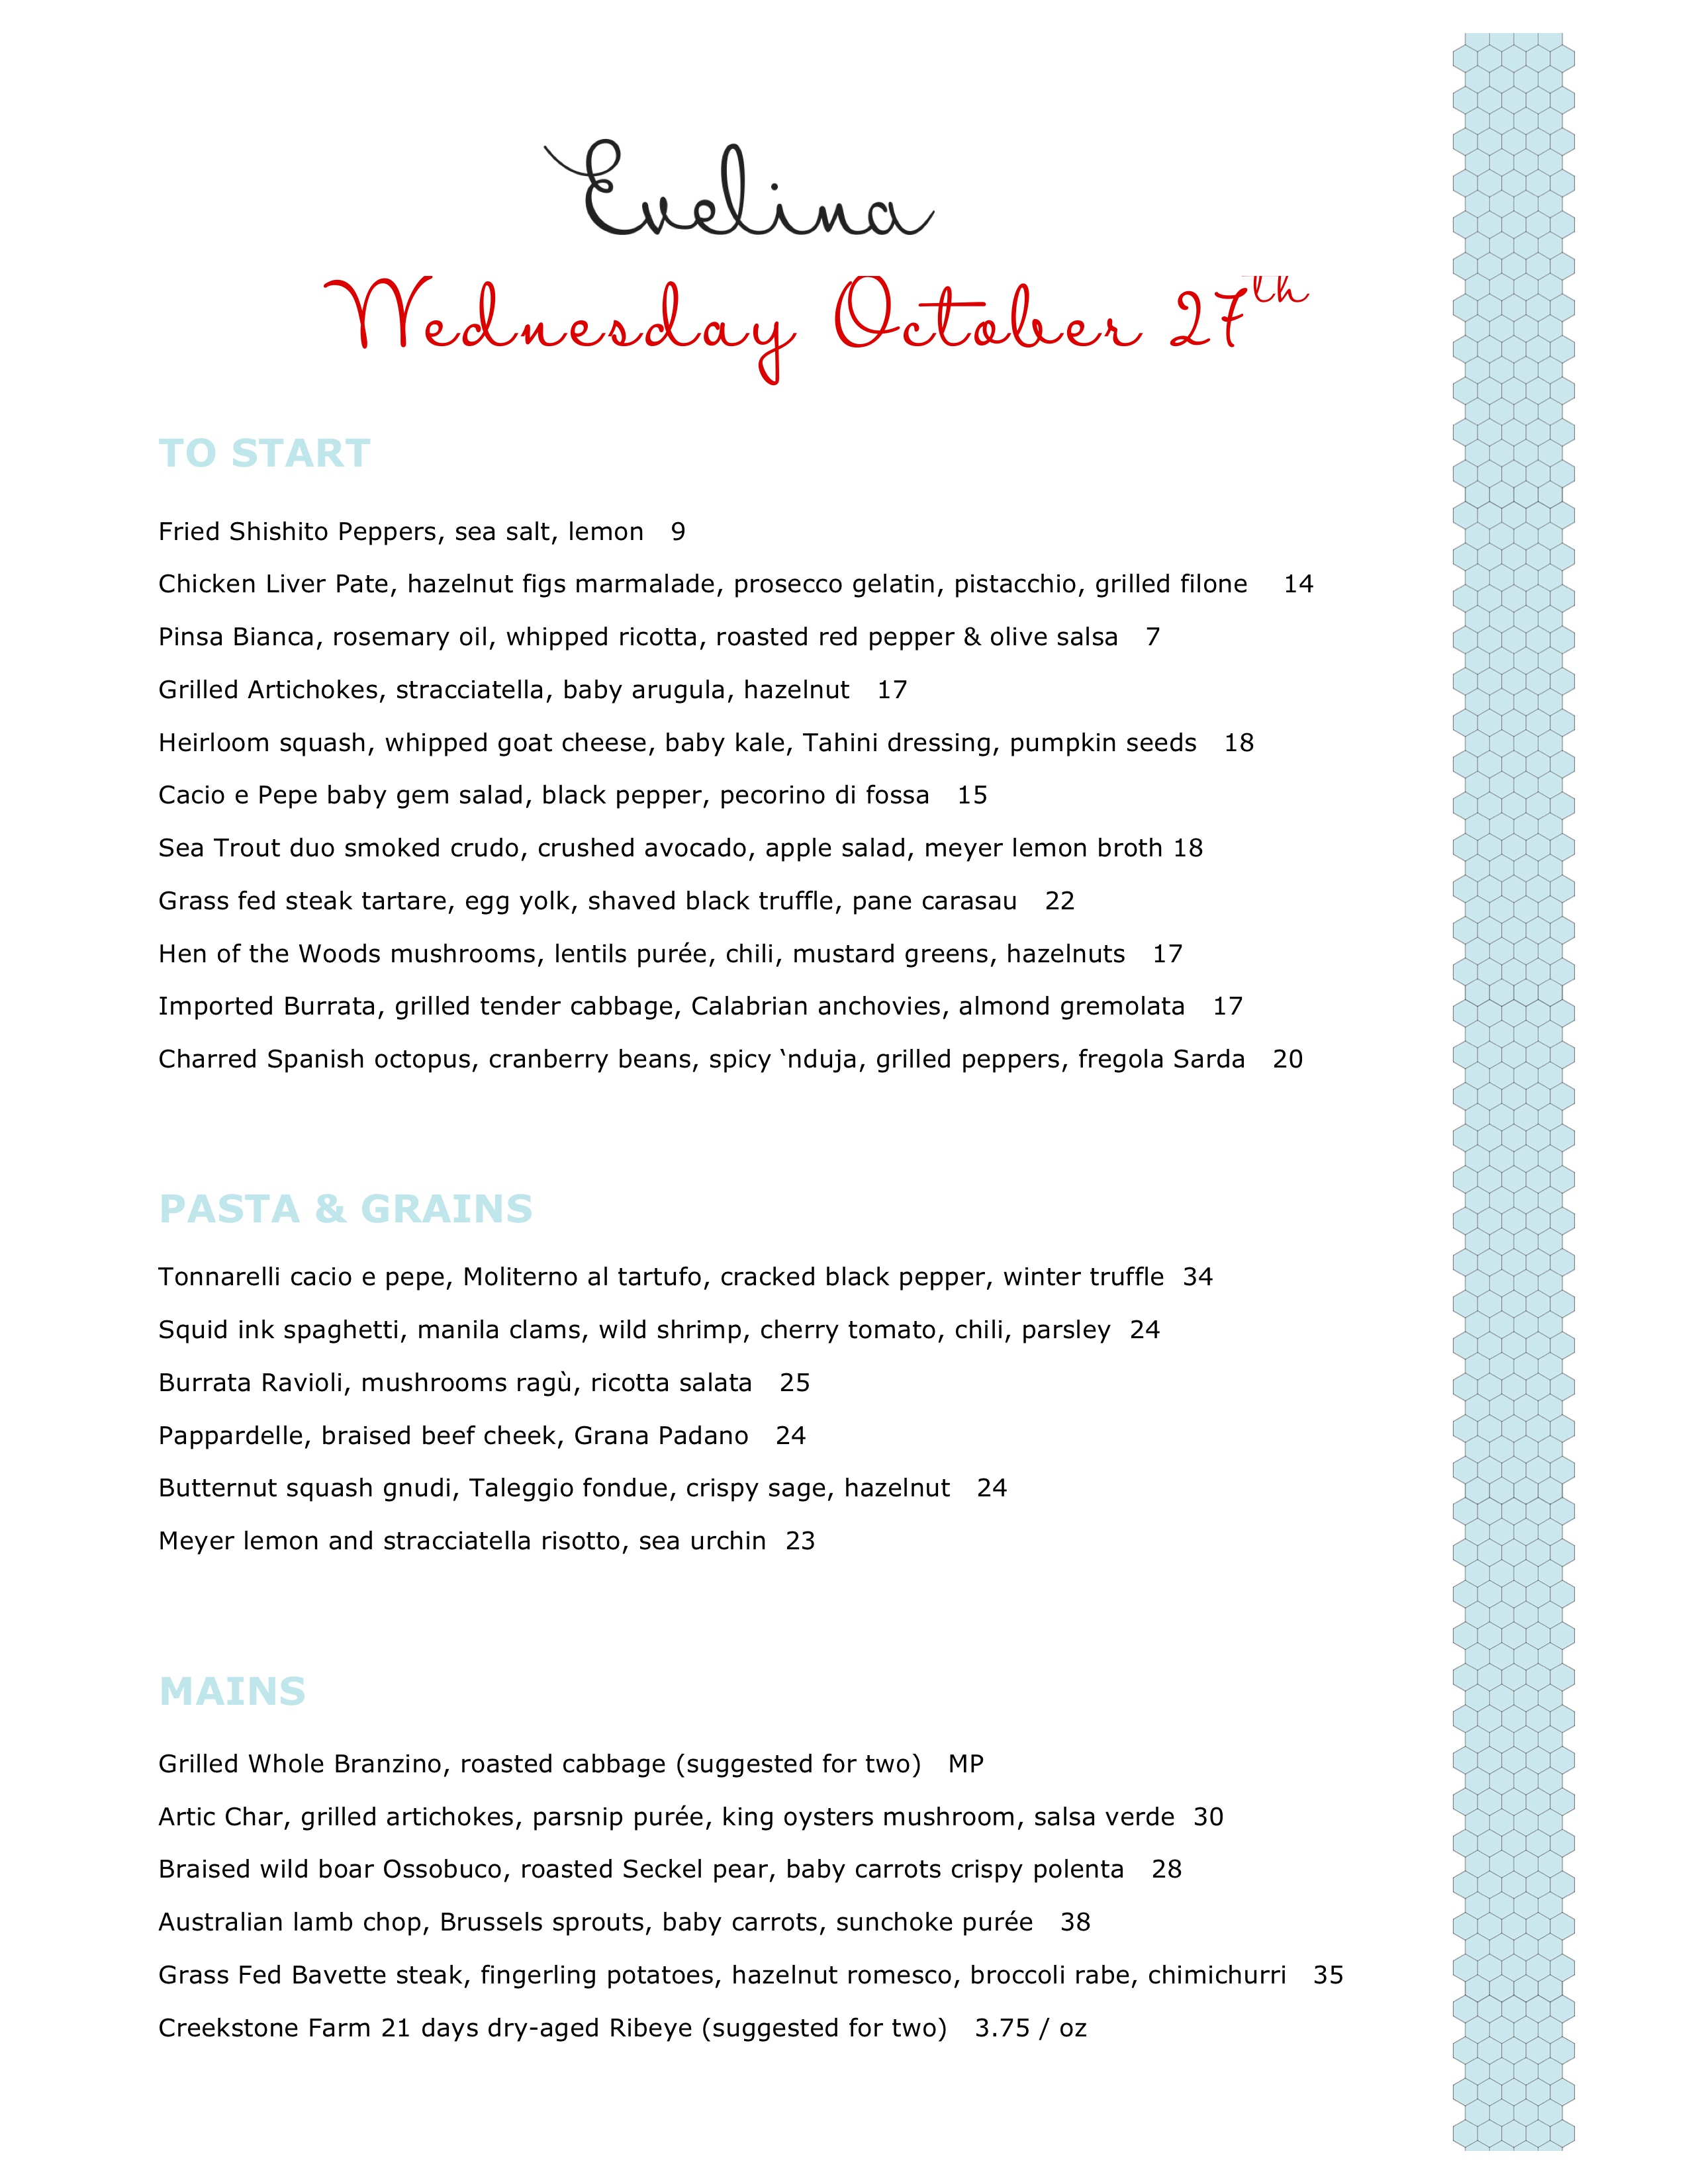 Evelina
Wednesday October 27th
TO START
Fried Shishito Peppers, sea salt, lemon 9
Chicken Liver Pate, hazelnut figs marmalade, prosecco gelatin, pistacchio, grilled filone 14
Pinsa Bianca, rosemary oil, whipped ricotta, roasted red pepper & olive salsa 7
Grilled Artichokes, stracciatella, baby arugula, hazelnut 17
Heirloom squash, whipped goat cheese, baby kale, Tahini dressing, pumpkin seeds 18
Cacio e Pepe baby gem salad, black pepper, pecorino di fossa 15
Sea Trout duo smoked crudo, crushed avocado, apple salad, meyer lemon broth 18
Grass fed steak tartare, egg yolk, shaved black truffle, pane carasau 22
Hen of the Woods mushrooms, lentils purée, chili, mustard greens, hazelnuts 17
Imported Burrata, grilled tender cabbage, Calabrian anchovies, almond gremolata 17
Charred Spanish octopus, cranberry beans, spicy ‘nduja, grilled peppers, fregola Sarda 20
PASTA & GRAINS
Tonnarelli cacio e pepe, Moliterno al tartufo, cracked black pepper, winter truffle 34
Squid ink spaghetti, manila clams, wild shrimp, cherry tomato, chili, parsley 24
Burrata Ravioli, mushrooms ragù, ricotta salata 25
Pappardelle, braised beef cheek, Grana Padano 24
Butternut squash gnudi, Taleggio fondue, crispy sage, hazelnut 24
Meyer lemon and stracciatella risotto, sea urchin 23
MAINS
Grilled Whole Branzino, roasted cabbage (suggested for two) MP
Artic Char, grilled artichokes, parsnip purée, king oysters mushroom, salsa verde 30
Braised wild boar Ossobuco, roasted Seckel pear, baby carrots crispy polenta 28
Australian lamb chop, Brussels sprouts, baby carrots, sunchoke purée 38
Grass Fed Bavette steak, fingerling potatoes, hazelnut romesco, broccoli rabe, chimichurri 35
Creekstone Farm 21 days dry-aged Ribeye (suggested for two) 3.75 / oz